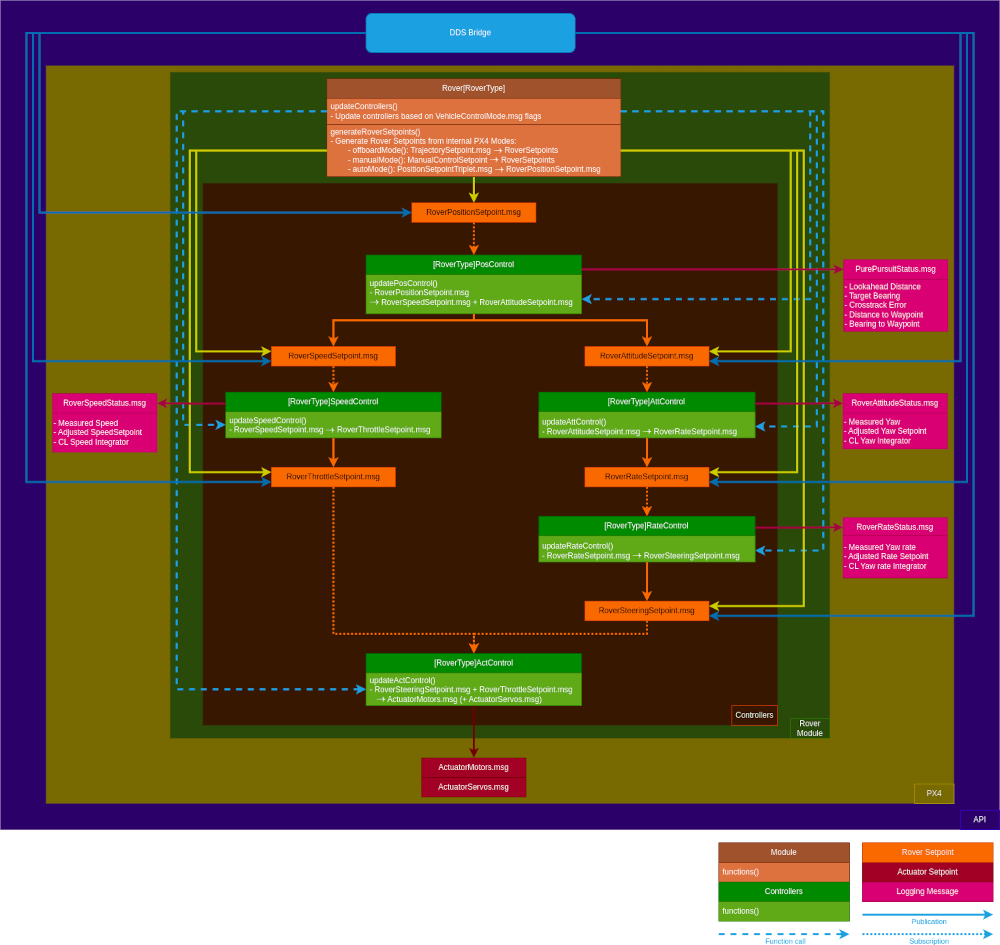 DDS Bridge
Rover[RoverType]
updateControllers()
- Update controllers based on VehicleControlMode.msg flags
generateRoverSetpoints()
- Generate Rover Setpoints from internal PX4 Modes:
- offboardMode(): TrajectorySetpoint.msg → RoverSetpoints
- manualMode(): ManualControlSetpoint → RoverSetpoints
- autoMode(): PositionSetpointTriplet.msg → RoverPositionSetpoint.msg
RoverPositionSetpoint.msg
[RoverType]PosControl
updatePosControl()
- RoverPositionSetpoint.msg
→ RoverSpeedSetpoint.msg + RoverAttitudeSetpoint.msg
PurePursuitStatus.msg
- Lookahead Distance
- Target Bearing
- Crosstrack Error
- Distance to Waypoint
- Bearing to Waypoint
RoverSpeedSetpoint.msg
RoverAttitudeSetpoint.msg
RoverSpeedStatus.msg
- Measured Speed
- Adjusted SpeedSetpoint
- CL Speed Integrator
[RoverType]SpeedControl
updateSpeedControl()
- RoverSpeedSetpoint.msg → RoverThrottleSetpoint.msg
[RoverType]AttControl
updateAttControl()
- RoverAttitudeSetpoint.msg → RoverRateSetpoint.msg
RoverAttitudeStatus.msg
- Measured Yaw
- Adjusted Yaw Setpoint
- CL Yaw Integrator
RoverThrottleSetpoint.msg
RoverRateSetpoint.msg
[RoverType]RateControl
updateRateControl()
- RoverRateSetpoint.msg → RoverSteeringSetpoint.msg
RoverRateStatus.msg
- Measured Yaw rate
- Adjusted Rate Setpoint
- CL Yaw rate Integrator
RoverSteeringSetpoint.msg
[RoverType]ActControl
updateActControl()
- RoverSteeringSetpoint.msg + RoverThrottleSetpoint.msg
→ ActuatorMotors.msg (+ ActuatorServos.msg)
Controllers
Rover
Module
ActuatorMotors.msg
ActuatorServos.msg
PX4
API
Module
functions()
Controllers
functions()
Function call
Rover Setpoint
Actuator Setpoint
Logging Message
Publication
Subscription